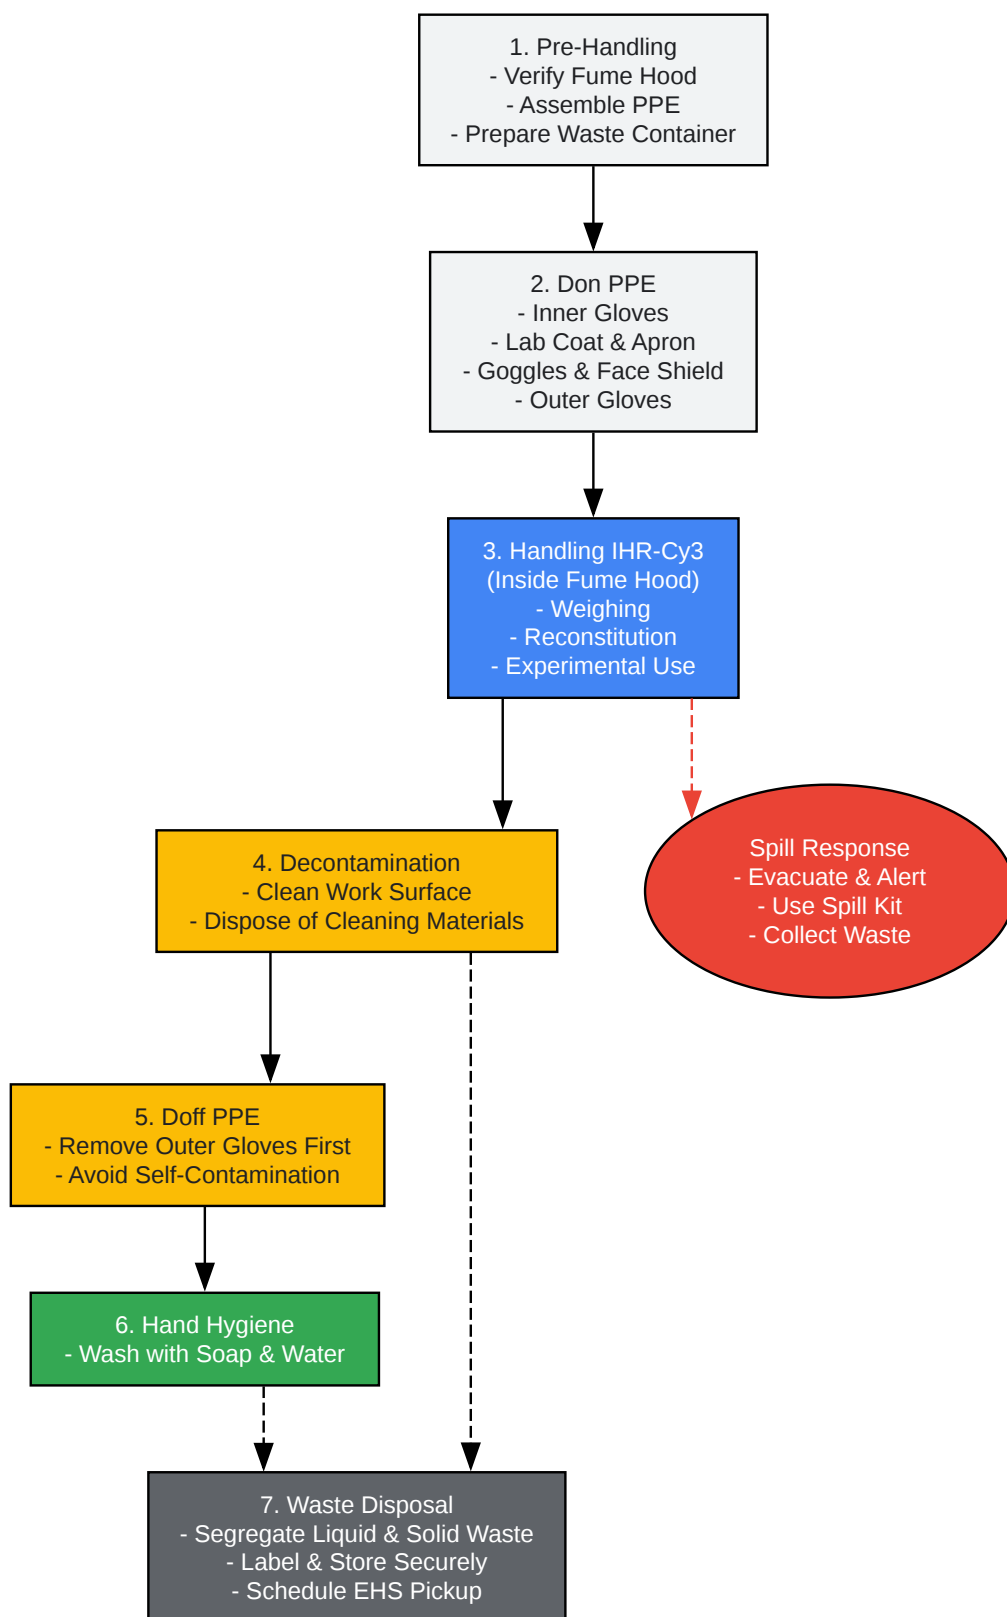 1. Pre-Handling
- Verify Fume Hood
- Assemble PPE
- Prepare Waste Container
2. Don PPE
- Inner Gloves
- Lab Coat & Apron
- Goggles & Face Shield
- Outer Gloves
3. Handling IHR-Cy3
(Inside Fume Hood)
- Weighing
- Reconstitution
- Experimental Use
4. Decontamination
- Clean Work Surface
- Dispose of Cleaning Materials
Spill Response
- Evacuate & Alert
- Use Spill Kit
- Collect Waste
5. Doff PPE
- Remove Outer Gloves First
- Avoid Self-Contamination
6. Hand Hygiene
- Wash with Soap & Water
7. Waste Disposal
- Segregate Liquid & Solid Waste
- Label & Store Securely
- Schedule EHS Pickup